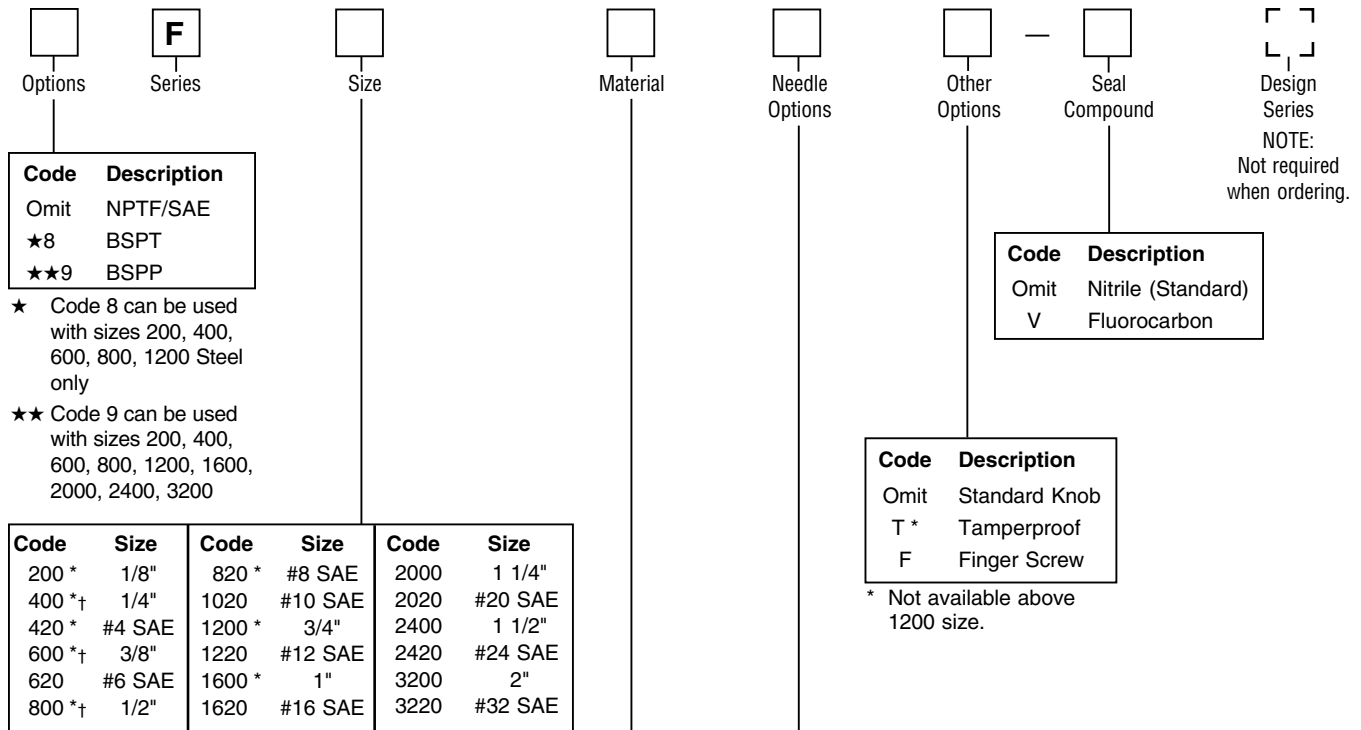 F
Options Series Size Material Needle Options Other Options — Seal Compound Design Series
NOTE:
Not required
when ordering.
Code Description
Omit NPTF/SAE
★8 BSPT
★★9 BSPP
★ Code 8 can be used
with sizes 200, 400,
600, 800, 1200 Steel
only
★★ Code 9 can be used
with sizes 200, 400,
600, 800, 1200, 1600,
2000, 2400, 3200
Code Description
Omit Nitrile (Standard)
V Fluorocarbon
Code Description
Omit Standard Knob
T * Tamperproof
F Finger Screw
* Not available above
1200 size.
Code Size Code Size Code Size
200 * 1/8" 820 * #8 SAE 2000 1 1/4"
400 *† 1/4" 1020 #10 SAE 2020 #20 SAE
420 * #4 SAE 1200 * 3/4" 2400 1 1/2"
600 *† 3/8" 1220 #12 SAE 2420 #24 SAE
620 #6 SAE 1600 * 1" 3200 2"
800 *† 1/2" 1620 #16 SAE 3220 #32 SAE